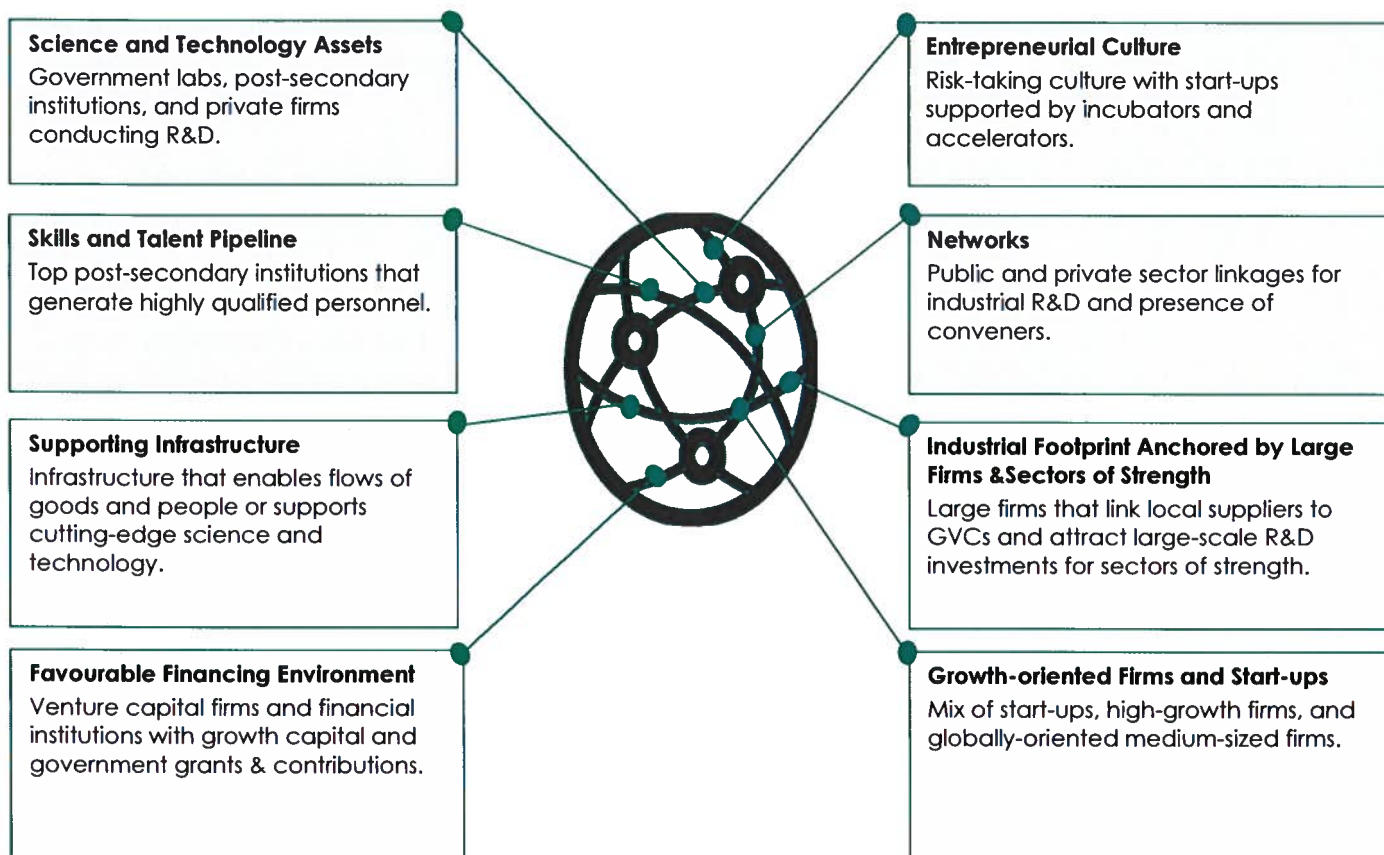 Science and Technology Assets
Government labs, post-secondary
institutions, and private firms
conducting R&D.
Skills and Talent Pipeline
Top post-secondary institutions that
generate highly qualified personnel.
Supporting Infrastructure
Infrastructure that enables flows of
goods and people or supports
cutting-edge science and
technology.
Favourable Financing Environment
Venture capital firms and financial
institutions with growth capital and
government grants & contributions.
Entrepreneurial Culture
Risk-taking culture with start-ups
supported by incubators and
accelerators.
Networks
Public and private sector linkages for
industrial R&D and presence of
conveners.
Industrial Footprint Anchored by Large
Firms &Sectors of Strength
Large firms that link local suppliers to
GVCs and attract large-scale R&D
investments for sectors of strength.
Growth-oriented Firms and Start-ups
Mix of start-ups, high-growth firms, and
globally-oriented medium-sized firms.